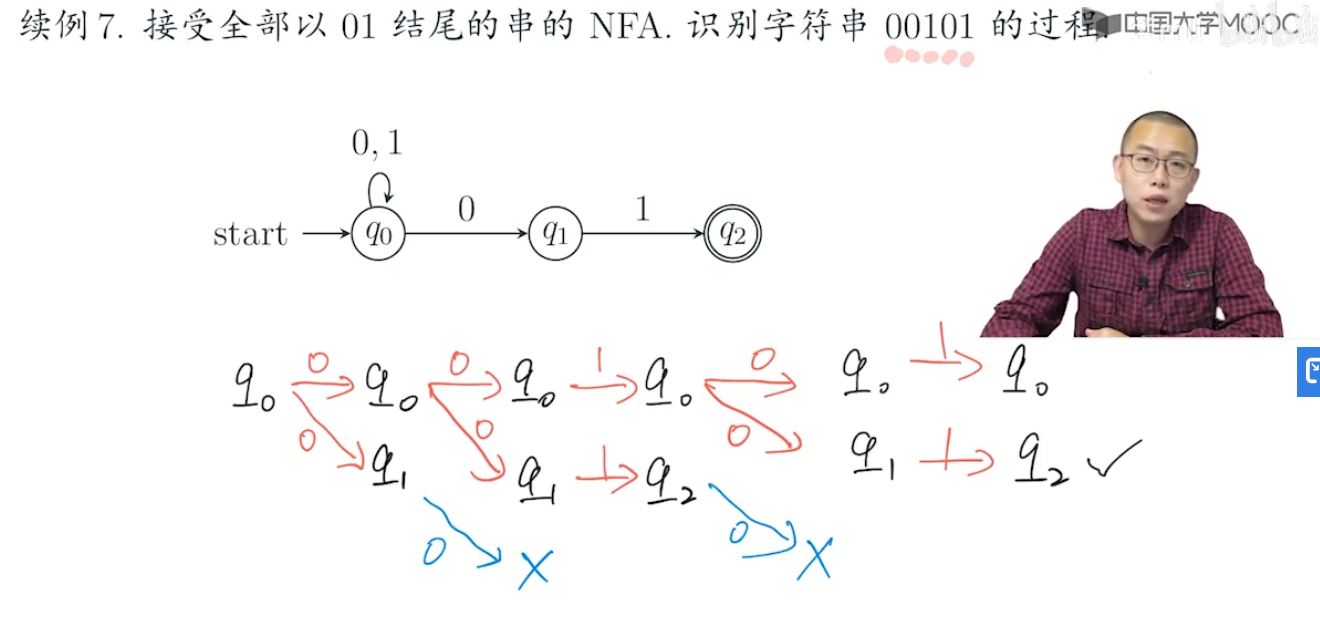 续例 7. 接受全部以 01 结尾的串的 NFA. 识别字符串 00101 的过程.
中国大学MOOC
bilibili
0, 1
0
1
start
q0
q1
q2
0 0 1 0 1
q0 q0 q0 q0 q0 q0
0 0 0
q1 q1 1 q2 q1 1 q2 ✓
0 X 0 X